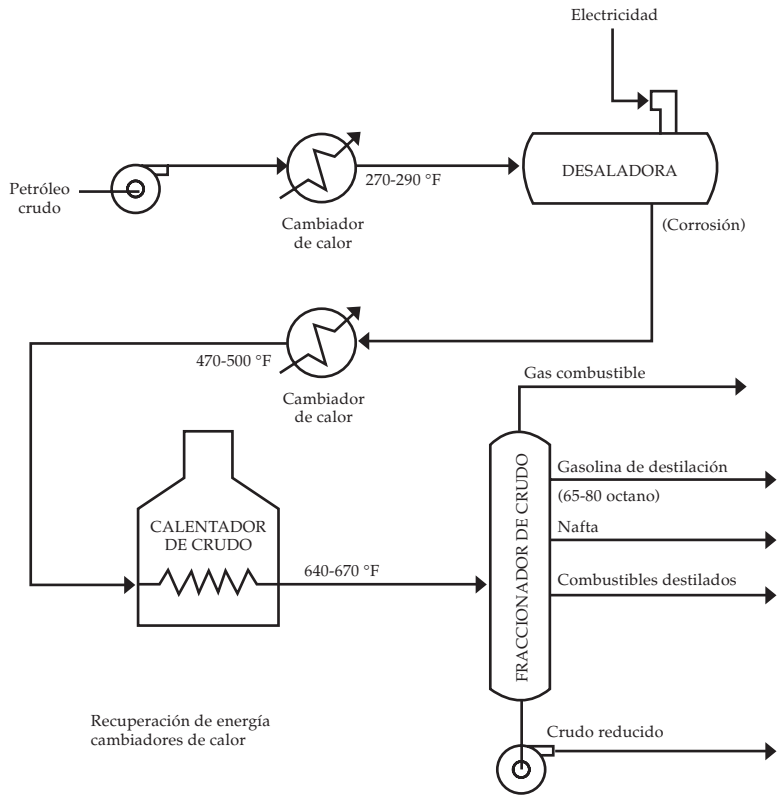 Electricidad
Petróleo
crudo
270-290 °F
DESALADORA
Cambiador
de calor
(Corrosión)
470-500 °F
Cambiador
de calor
Gas combustible
Gasolina de destilación
(65-80 octano)
Nafta
Combustibles destilados
FRACCIONADOR DE CRUDO
CALENTADOR
DE CRUDO
640-670 °F
Recuperación de energía
cambiadores de calor
Crudo reducido